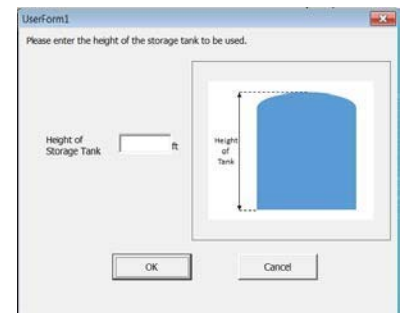 UserForm1
Please enter the height of the storage tank to be used.
Height of
Storage Tank
ft
Height
of
Tank
OK
Cancel